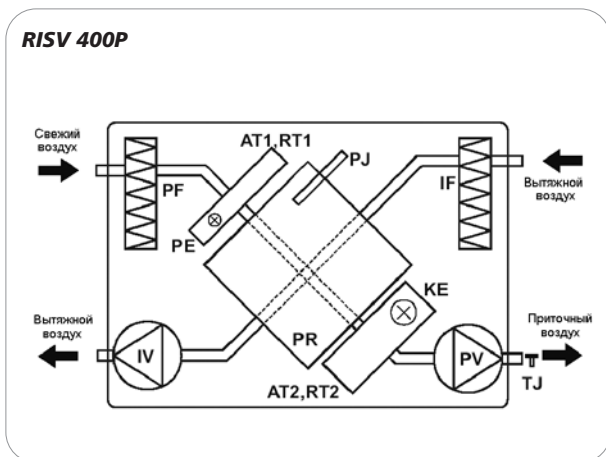 RISV 400P
Свежий
воздух
AT1,RT1
PJ
PF
IF
Вытяжной
воздух
PE
KE
Вытяжной
воздух
Приточный
воздух
IV
PR
PV
TJ
AT2,RT2